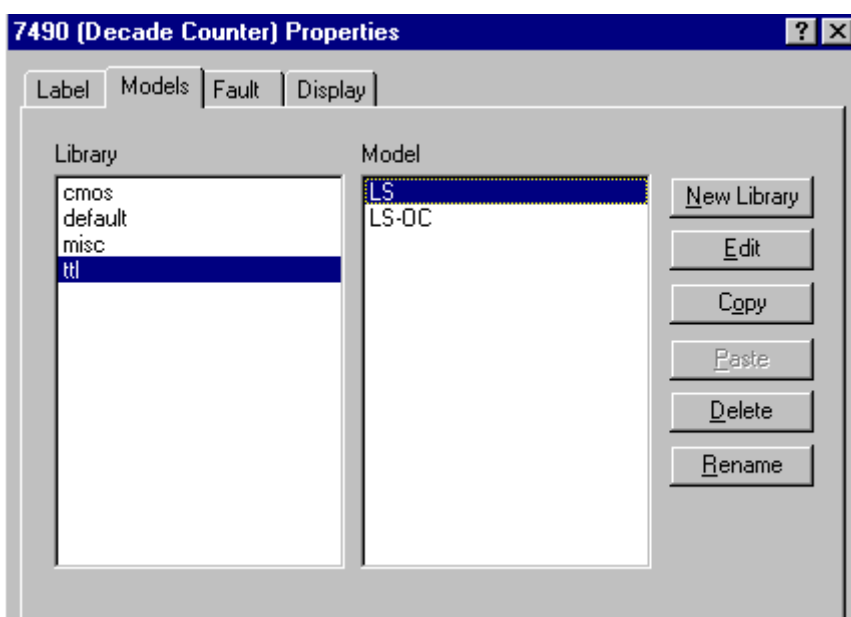 7490 (Decade Counter) Properties
Label Models Fault Display
Library
cmos
default
misc
ttl
Model
LS
LS-OC
New Library
Edit
Copy
Paste
Delete
Rename